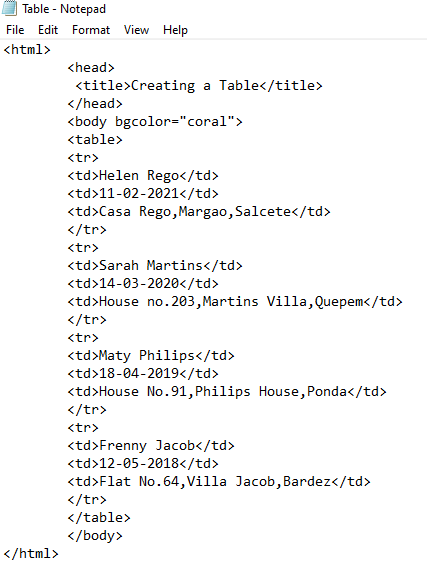 Table - Notepad
File Edit Format View Help
<html>
<head>
<title>Creating a Table</title>
</head>
<body bgcolor="coral">
<table>
<tr>
<td>Helen Rego</td>
<td>11-02-2021</td>
<td>Casa Rego,Margao,Salcete</td>
</tr>
<tr>
<td>Sarah Martins</td>
<td>14-03-2020</td>
<td>House no.203,Martins Villa,Quepem</td>
</tr>
<tr>
<td>Maty Philips</td>
<td>18-04-2019</td>
<td>House No.91,Philips House,Ponda</td>
</tr>
<tr>
<td>Frenny Jacob</td>
<td>12-05-2018</td>
<td>Flat No.64,Villa Jacob,Bardez</td>
</tr>
</table>
</body>
</html>